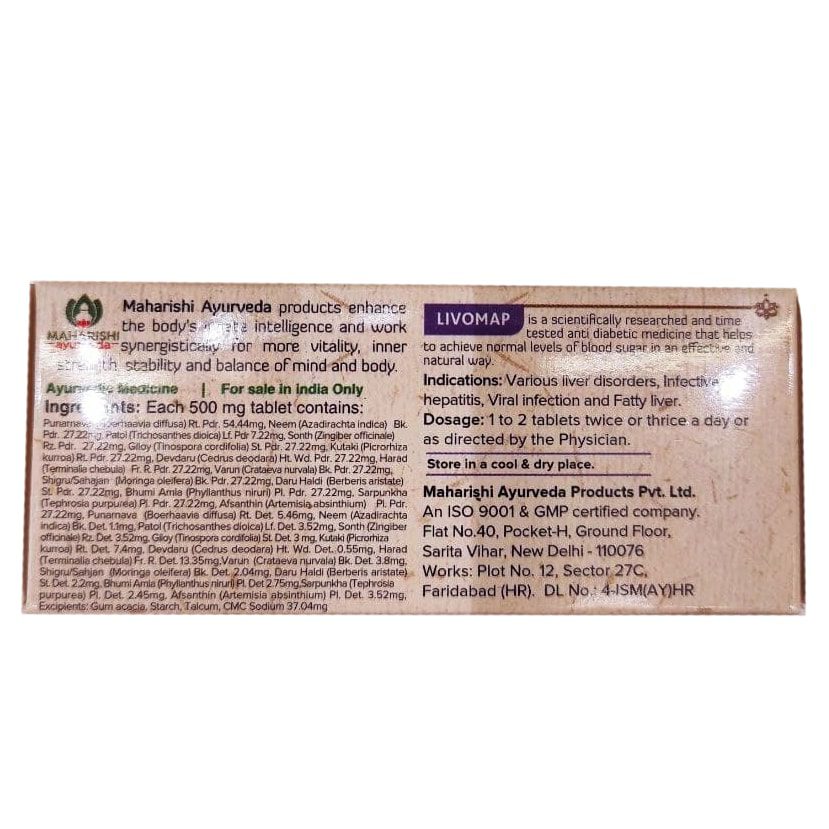 MAHARISHI
ayurveda
Maharishi Ayurveda products enhance
the body's innate intelligence and work
synergistically for more vitality, inner
strength, stability and balance of mind and body.
Ayurvedic Medicine | For sale in India Only
Ingredients: Each 500 mg tablet contains:
Punarnava (Boerhaavia diffusa) Rt. Pdr. 54.44mg, Neem (Azadirachta indica) Bk.
Pdr. 27.22mg, Patol (Trichosanthes dioica) Lf. Pdr 7.22mg, Sonth (Zingiber officinale)
Rz. Pdr. 27.22mg, Giloy (Tinospora cordifolia) St. Pdr. 27.22mg, Kutaki (Picrorhiza
kurroa) Rt. Pdr. 27.22mg, Devdaru (Cedrus deodara) Ht. Wd. Pdr. 27.22mg, Harad
(Terminalia chebula) Fr. R. Pdr. 27.22mg, Varun (Crataeva nurvala) Bk. Pdr. 27.22mg,
Shigru/Sahajan (Moringa oleifera) Bk. Pdr. 27.22mg, Daru Haldi (Berberis aristate)
St. Pdr. 27.22mg, Bhumi Amla (Phyllanthus niruri) Pl. Pdr. 27.22mg, Sarpunkha
(Tephrosia purpurea) Pl. Pdr. 27.22mg, Afsanthin (Artemisia absinthium) Pl. Pdr.
27.22mg, Punarnava (Boerhaavia diffusa) Rt. Det. 5.46mg, Neem (Azadirachta
indica) Bk. Det. 1.1mg, Patol (Trichosanthes dioica) Lf. Det. 3.52mg, Sonth (Zingiber
officinale) Rz. Det. 3.52mg, Giloy (Tinospora cordifolia) St. Det. 3 mg, Kutaki (Picrorhiza
kurroa) Rt. Det. 7.4mg, Devdaru (Cedrus deodara) Ht. Wd. Det. 0.55mg, Harad
(Terminalia chebula) Fr. R. Det. 13.35mg, Varun (Crataeva nurvala) Bk. Det. 3.8mg,
Shigru/Sahjan (Moringa oleifera) Bk. Det. 2.04mg, Daru Haldi (Berberis aristate)
St. Det. 2.2mg, Bhumi Amla (Phyllanthus niruri) Pl. Det 2.75mg, Sarpunkha (Tephrosia
purpurea) Pl. Det. 2.45mg, Afsanthin (Artemisia absinthium) Pl. Det. 3.52mg,
Excipients: Gum acacia, Starch, Talcum, CMC Sodium 37.04mg
LIVOMAP is a scientifically researched and time
tested anti diabetic medicine that helps
to achieve normal levels of blood sugar in an effective and
natural way.
Indications: Various liver disorders, Infective
hepatitis, Viral infection and Fatty liver.
Dosage: 1 to 2 tablets twice or thrice a day or
as directed by the Physician.
Store in a cool & dry place.
Maharishi Ayurveda Products Pvt. Ltd.
An ISO 9001 & GMP certified company.
Flat No.40, Pocket-H, Ground Floor,
Sarita Vihar, New Delhi - 110076
Works: Plot No. 12, Sector 27C,
Faridabad (HR). DL No.: 4-ISM(AY)HR